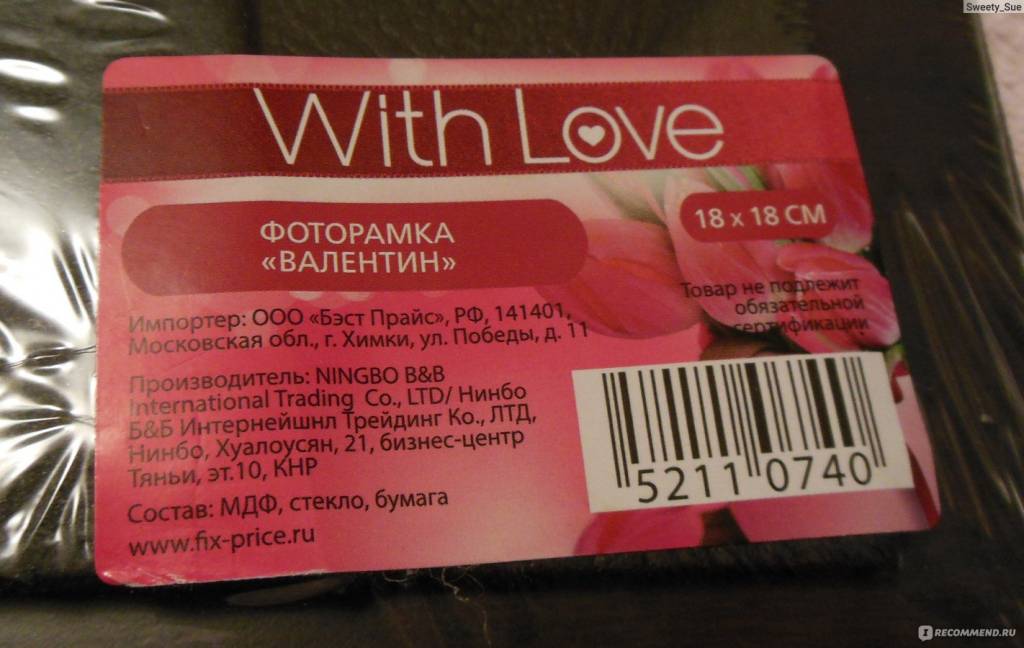 Sweety_Sue
With Love
ФОТОРАМКА
«ВАЛЕНТИН»
18 x 18 СМ
Товар не подлежит
обязательной
сертификации
Импортер: ООО «Бэст Прайс», РФ, 141401,
Московская обл., г. Химки, ул. Победы, д. 11
Производитель: NINGBO B&B
International Trading Co., LTD/ Нинбо
Б&Б Интернейшнл Трейдинг Ко., ЛТД,
Нинбо, Хуалоусян, 21, бизнес-центр
Тяньи, эт.10, КНР
Состав: МДФ, стекло, бумага
www.fix-price.ru
5211 0740
IRECOMMEND.RU